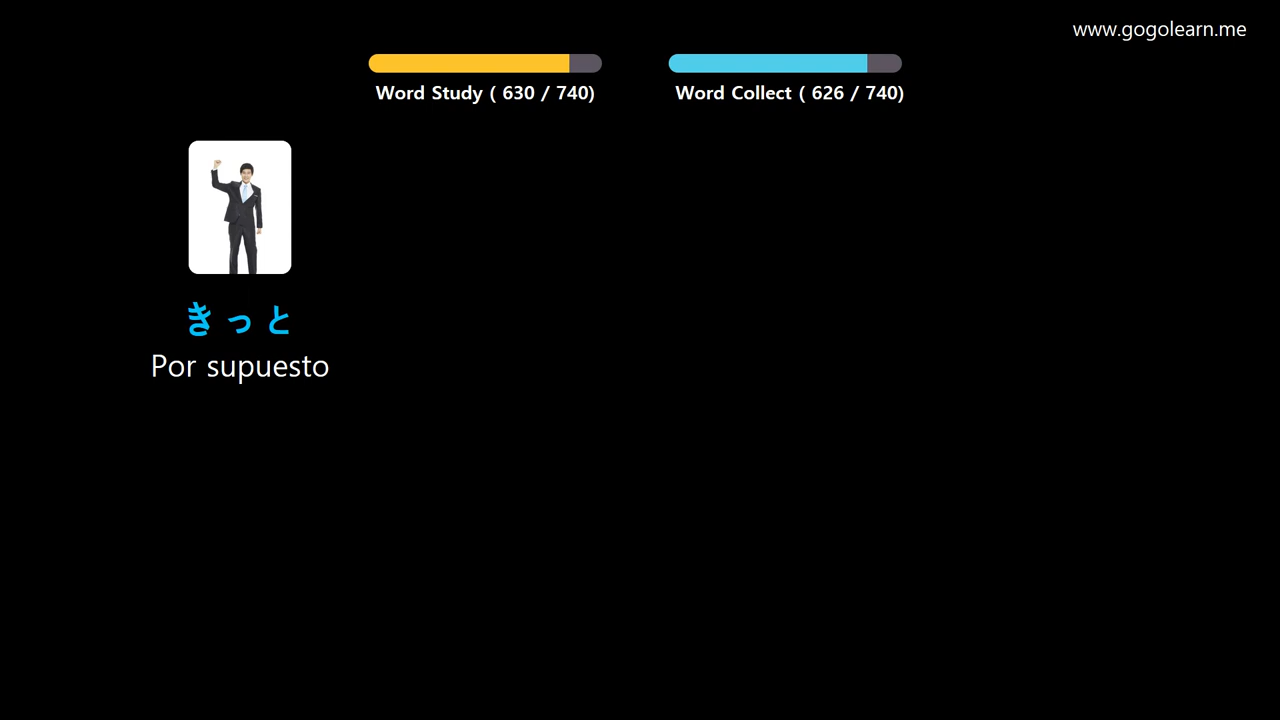 www.gogolearn.me
Word Study ( 630 / 740)
Word Collect ( 626 / 740)
きっと
Por supuesto